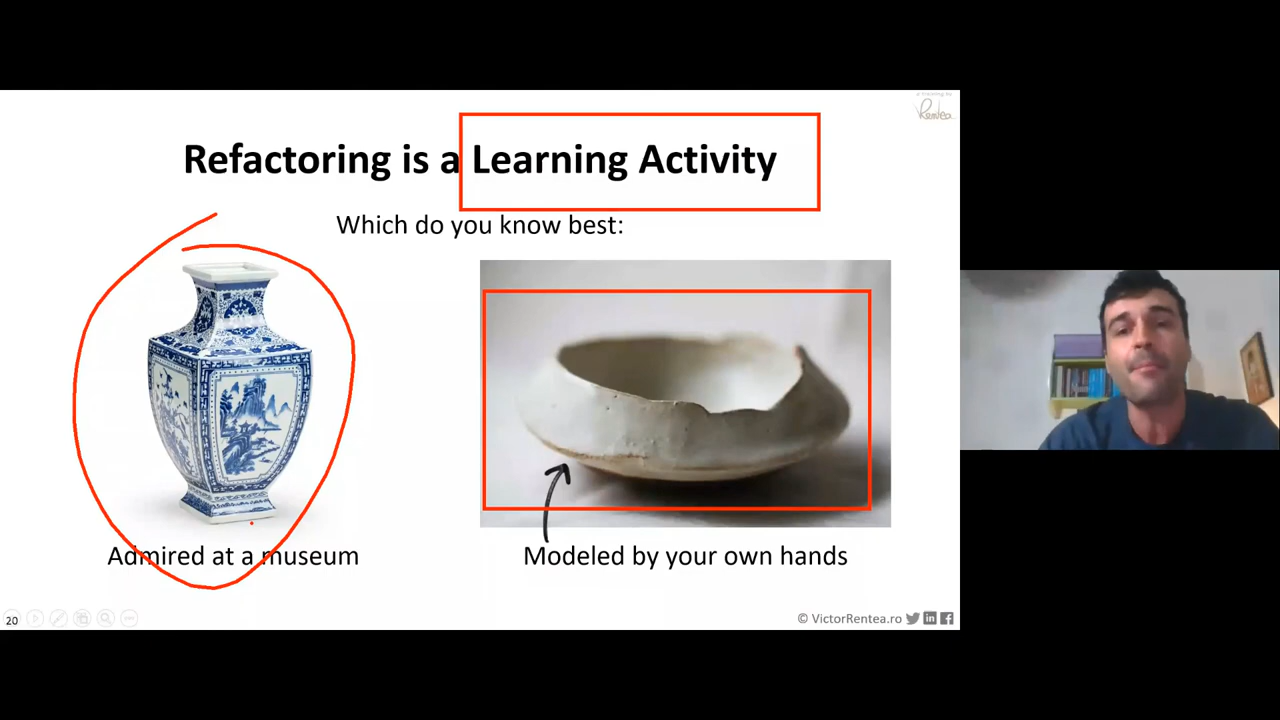 Rentea
Refactoring is a Learning Activity
Which do you know best:
Admired at a museum
Modeled by your own hands
20
© VictorRentea.ro